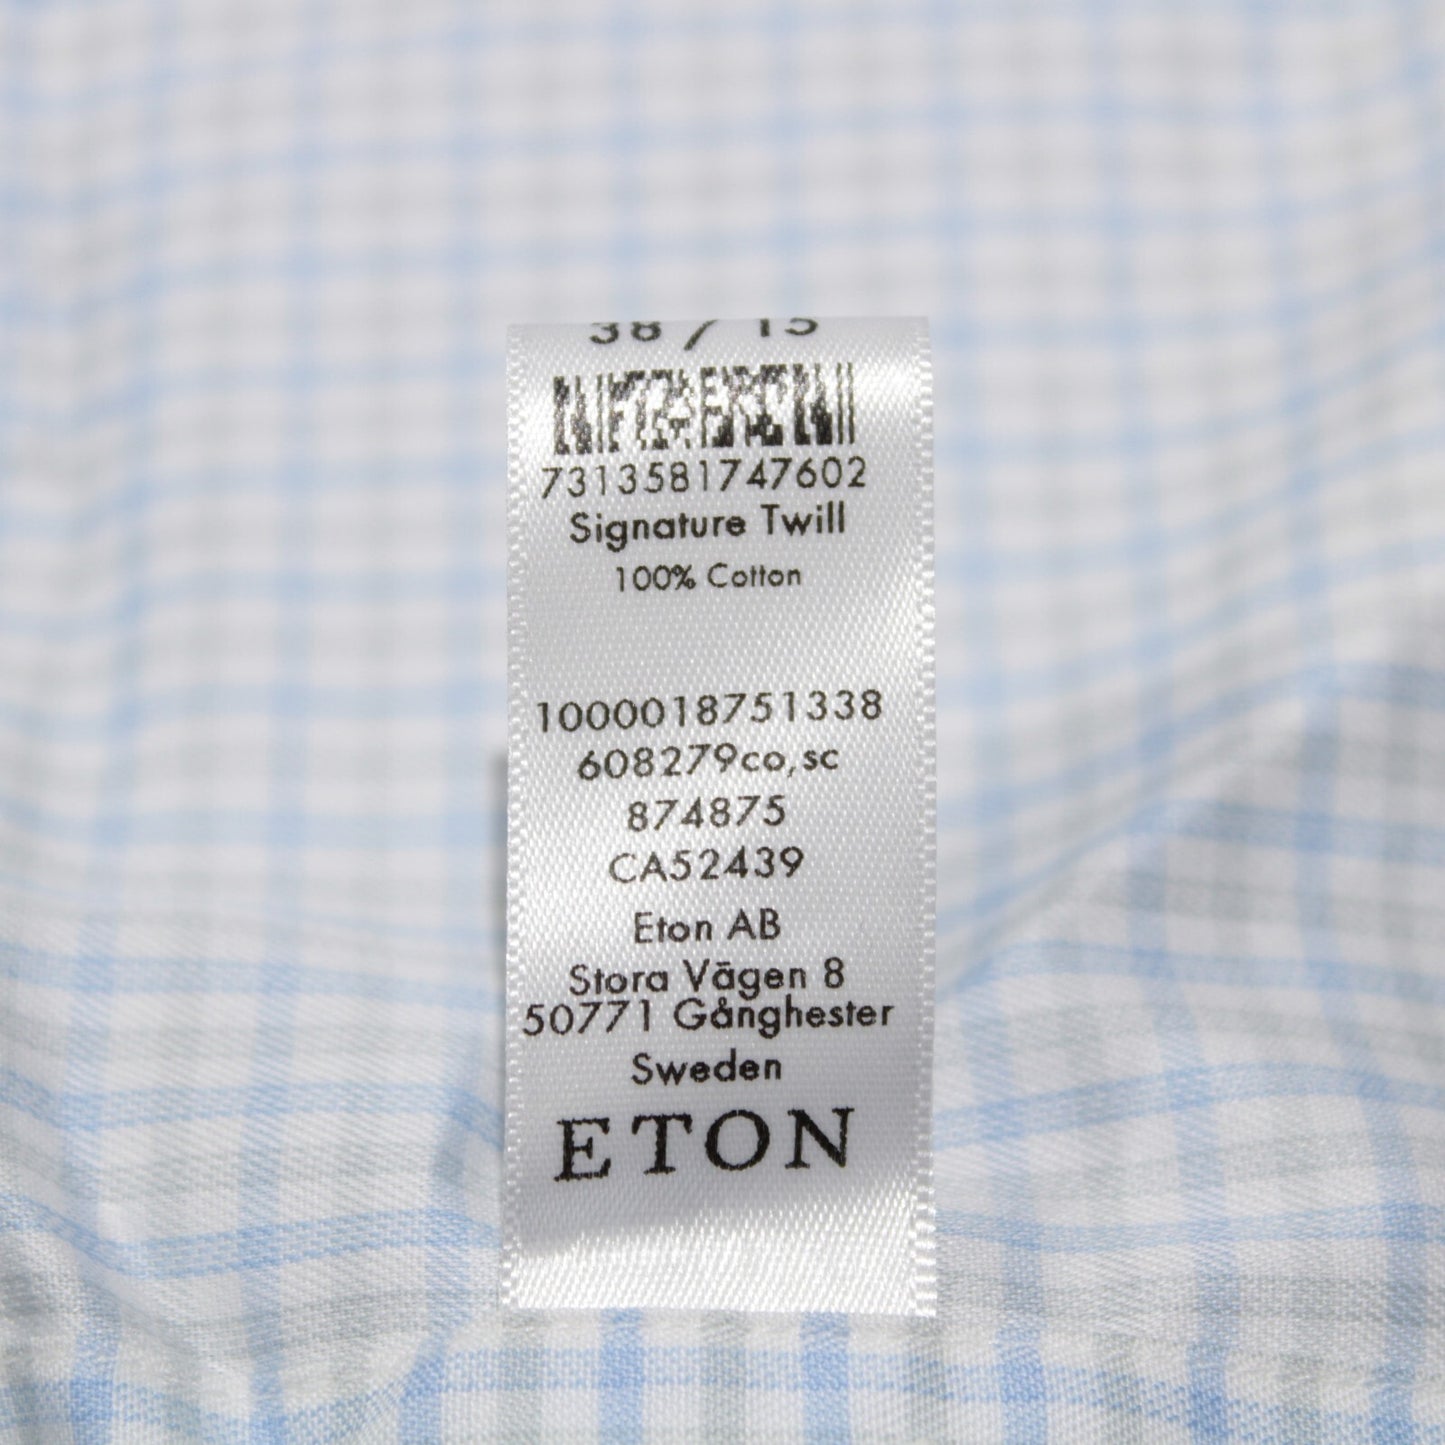 38 / 15
7313581747602
Signature Twill
100% Cotton
1000018751338
608279co,sc
874875
CA52439
Eton AB
Stora Vägen 8
50771 Gånghester
Sweden
ETON